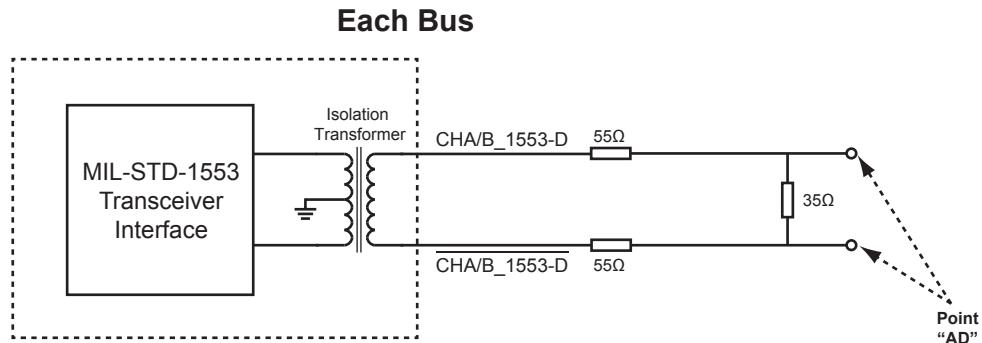 Each Bus
MIL-STD-1553
Transceiver
Interface
Isolation
Transformer
CHA/B_1553-D
55Ω
35Ω
CHA/B_1553-D
55Ω
Point
“AD”